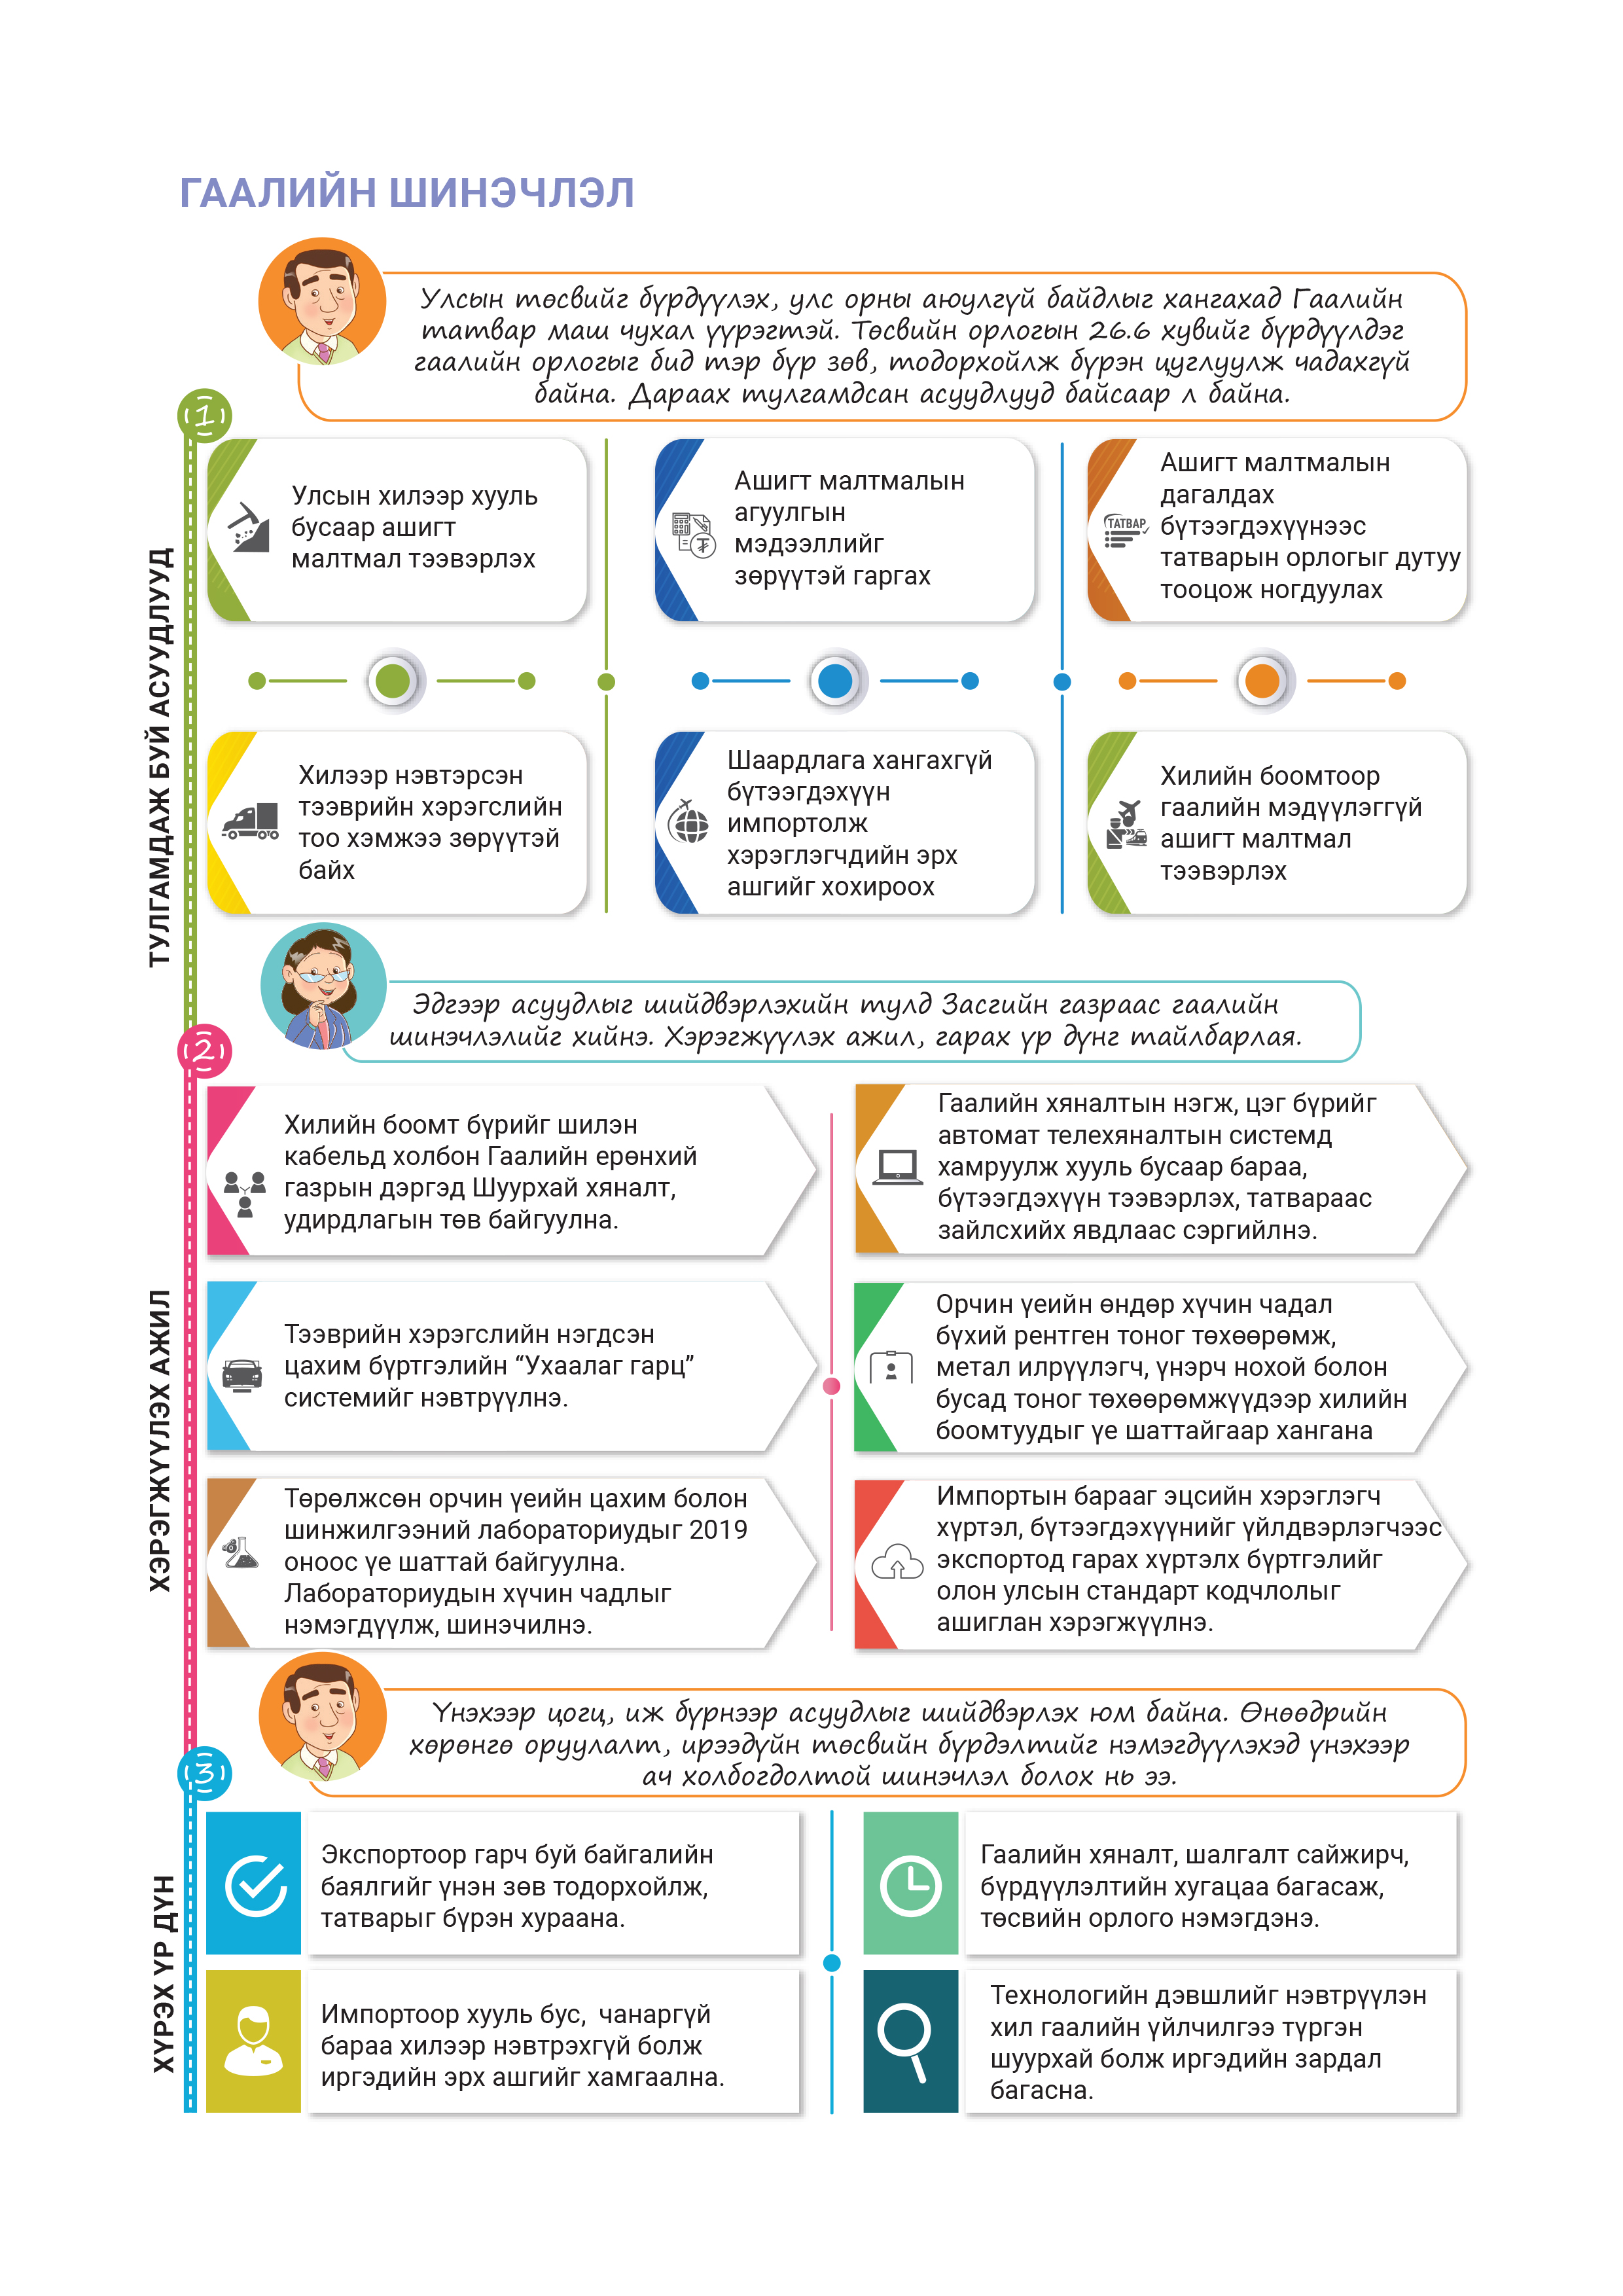 ГААЛИЙН ШИНЭЧЛЭЛ
Улсын төсвийг бүрдүүлэх, улс орны аюулгүй байдлыг хангахад Гаалийн
татвар маш чухал үүрэгтэй. Төсвийн орлогын 26.6 хувийг бүрдүүлдэг
гаалийн орлогыг бид тэр бүр зөв, тодорхойлж бүрэн цуглуулж чадахгүй
байна. Дараах тулгамдсан асуудлууд байсаар л байна.
1
ТУЛГАМДАЖ БУЙ АСУУДЛУУД
Улсын хилээр хууль
бусаар ашигт
малтмал тээвэрлэх
Ашигт малтмалын
агуулгын
мэдээллийг
зөрүүтэй гаргах
ТАТВАР
Ашигт малтмалын
дагалдах
бүтээгдэхүүнээс
татварын орлогыг дутуу
тооцож ногдуулах
Хилээр нэвтэрсэн
тээврийн хэрэгслийн
тоо хэмжээ зөрүүтэй
байх
Шаардлага хангахгүй
бүтээгдэхүүн
импортолж
хэрэглэгчдийн эрх
ашгийг хохироох
Хилийн боомтоор
гаалийн мэдүүлэггүй
ашигт малтмал
тээвэрлэх
Эдгээр асуудлыг шийдвэрлэхийн тулд Засгийн газраас гаалийн
шинэчлэлийг хийнэ. Хэрэгжүүлэх ажил, гарах үр дүнг тайлбарлая.
2
ХЭРЭГЖҮҮЛЭХ АЖИЛ
Хилийн боомт бүрийг шилэн
кабельд холбон Гаалийн ерөнхий
газрын дэргэд Шуурхай хяналт,
удирдлагын төв байгуулна.
Гаалийн хяналтын нэгж, цэг бүрийг
автомат телехяналтын системд
хамруулж хууль бусаар бараа,
бүтээгдэхүүн тээвэрлэх, татвараас
зайлсхийх явдлаас сэргийлнэ.
Тээврийн хэрэгслийн нэгдсэн
цахим бүртгэлийн “Ухаалаг гарц”
системийг нэвтрүүлнэ.
Орчин үеийн өндөр хүчин чадал
бүхий рентген тоног төхөөрөмж,
метал илрүүлэгч, үнэрч нохой болон
бусад тоног төхөөрөмжүүдээр хилийн
боомтуудыг үе шаттайгаар хангана
Төрөлжсөн орчин үеийн цахим болон
шинжилгээний лабораториудыг 2019
оноос үе шаттай байгуулна.
Лабораториудын хүчин чадлыг
нэмэгдүүлж, шинэчилнэ.
Импортын барааг эцсийн хэрэглэгч
хүртэл, бүтээгдэхүүнийг үйлдвэрлэгчээс
экспортод гарах хүртэлх бүртгэлийг
олон улсын стандарт кодчлолыг
ашиглан хэрэгжүүлнэ.
Үнэхээр цогц, иж бүрнээр асуудлыг шийдвэрлэх юм байна. Өнөөдрийн
хөрөнгө оруулалт, ирээдүйн төсвийн бүрдэлтийг нэмэгдүүлэхэд үнэхээр
ач холбогдолтой шинэчлэл болох нь ээ.
3
ХҮРЭХ ҮР ДҮН
Экспортоор гарч буй байгалийн
баялгийг үнэн зөв тодорхойлж,
татварыг бүрэн хураана.
Гаалийн хяналт, шалгалт сайжирч,
бүрдүүлэлтийн хугацаа багасаж,
төсвийн орлого нэмэгдэнэ.
Импортоор хууль бус, чанаргүй
бараа хилээр нэвтрэхгүй болж
иргэдийн эрх ашгийг хамгаална.
Технологийн дэвшлийг нэвтрүүлэн
хил гаалийн үйлчилгээ түргэн
шуурхай болж иргэдийн зардал
багасна.